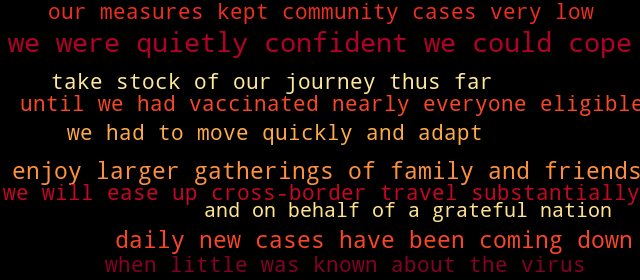 our measures kept community cases very low
we were quietly confident we could cope
take stock of our journey thus far
until we had vaccinated nearly everyone eligible
we had to move quickly and adapt
enjoy larger gatherings of family and friends
we will ease up cross-border travel substantially
and on behalf of a grateful nation
daily new cases have been coming down
when little was known about the virus